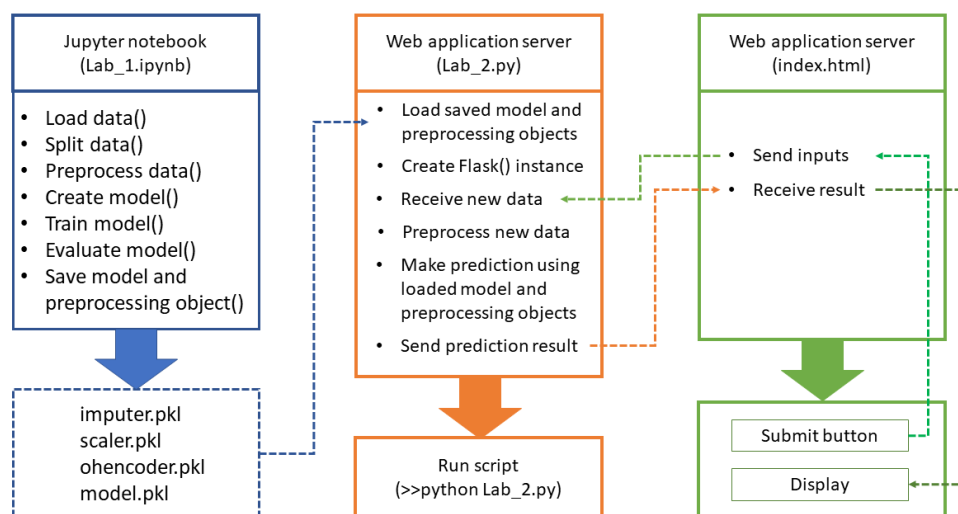 Jupyter notebook
(Lab_1.ipynb)
• Load data()
• Split data()
• Preprocess data()
• Create model()
• Train model()
• Evaluate model()
• Save model and
preprocessing object()
imputer.pkl
scaler.pkl
ohencoder.pkl
model.pkl
Web application server
(Lab_2.py)
• Load saved model and
preprocessing objects
• Create Flask() instance
• Receive new data
• Preprocess new data
• Make prediction using
loaded model and
preprocessing objects
• Send prediction result
Run script
(>>python Lab_2.py)
Web application server
(index.html)
• Send inputs
• Receive result
Submit button
Display